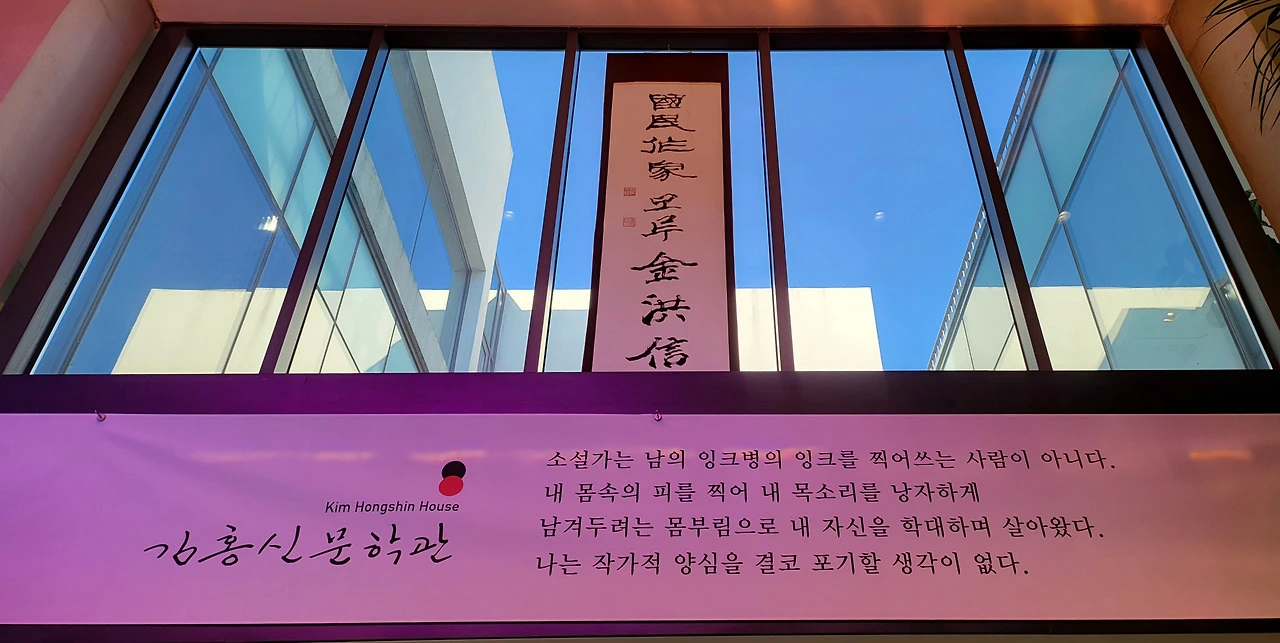 國民作家 모루 金洪信
Kim Hongshin House
김홍신문학관
소설가는 남의 잉크병의 잉크를 찍어쓰는 사람이 아니다.
내 몸속의 피를 찍어 내 목소리를 낭자하게
남겨두려는 몸부림으로 내 자신을 학대하며 살아왔다.
나는 작가적 양심을 결코 포기할 생각이 없다.